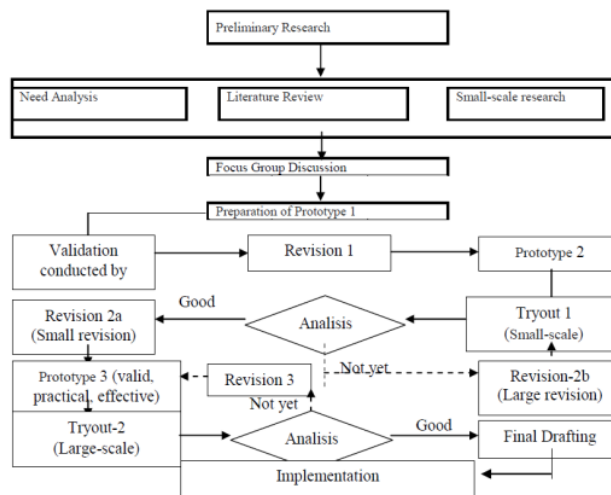 Preliminary Research
Need Analysis
Literature Review
Small-scale research
Focus Group Discussion
Preparation of Prototype 1
Validation
conducted by
Revision 1
Prototype 2
Good
Revision 2a
(Small revision)
Analisis
Tryout 1
(Small-scale)
Prototype 3 (valid,
practical, effective)
Revision 3
Not yet
Revision-2b
(Large revision)
Not yet
Tryout-2
(Large-scale)
Analisis
Good
Final Drafting
Implementation